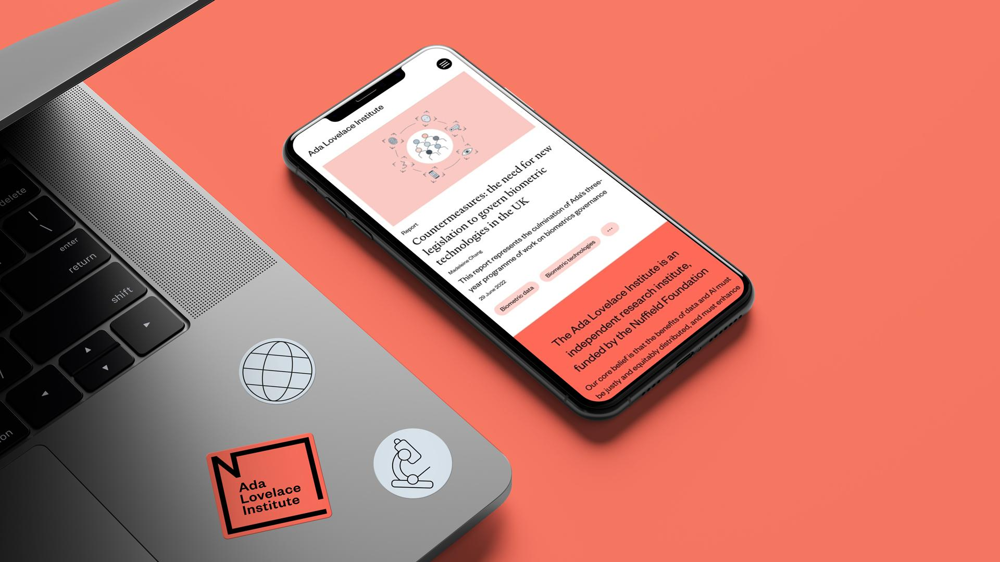 Ada Lovelace Institute
Report
Countermeasures: the need for new
legislation to govern biometric
technologies in the UK
Madeleine Chang
This report represents the culmination of Ada's three-
year programme of work on biometrics governance
29 June 2022
Biometric data
Biometric technologies
...
The Ada Lovelace Institute is an
independent research institute,
funded by the Nuffield Foundation
Our core belief is that the benefits of data and AI must
be justly and equitably distributed, and must enhance
delete
|
\
enter
return
shift
/
Ada
Lovelace
Institute